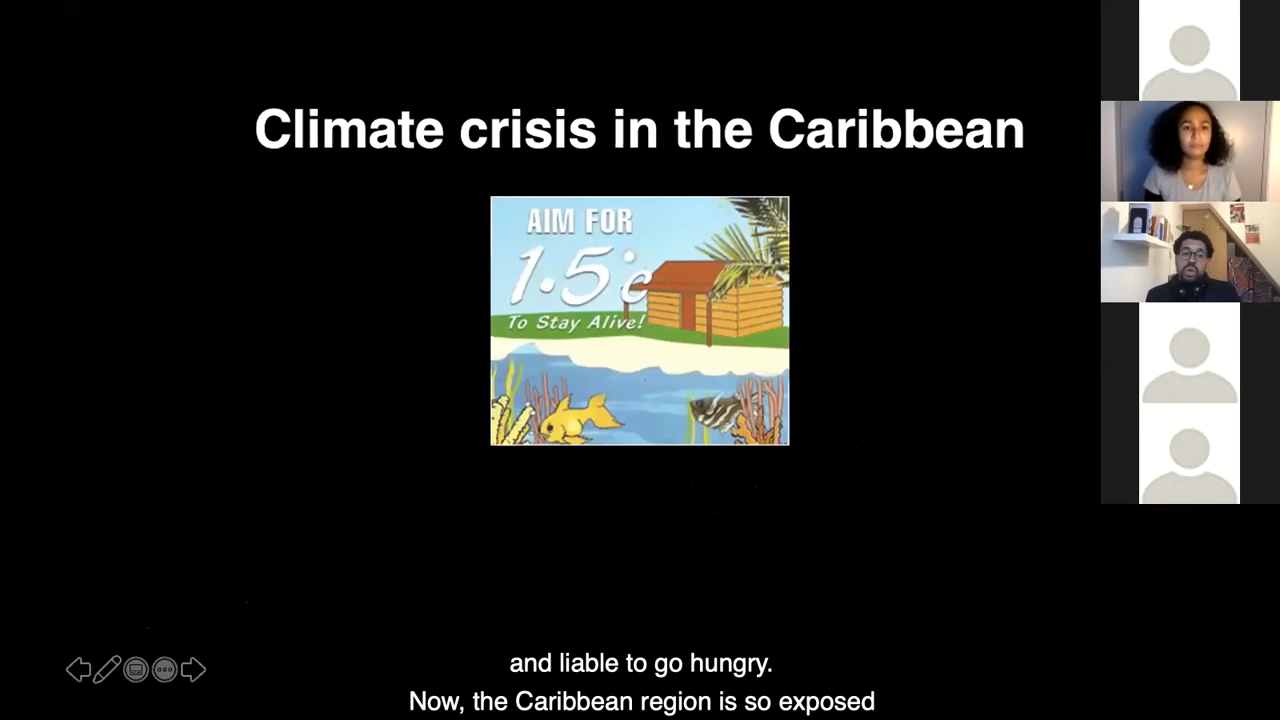 Climate crisis in the Caribbean
AIM FOR
1.5°c
To Stay Alive!
and liable to go hungry.
Now, the Caribbean region is so exposed